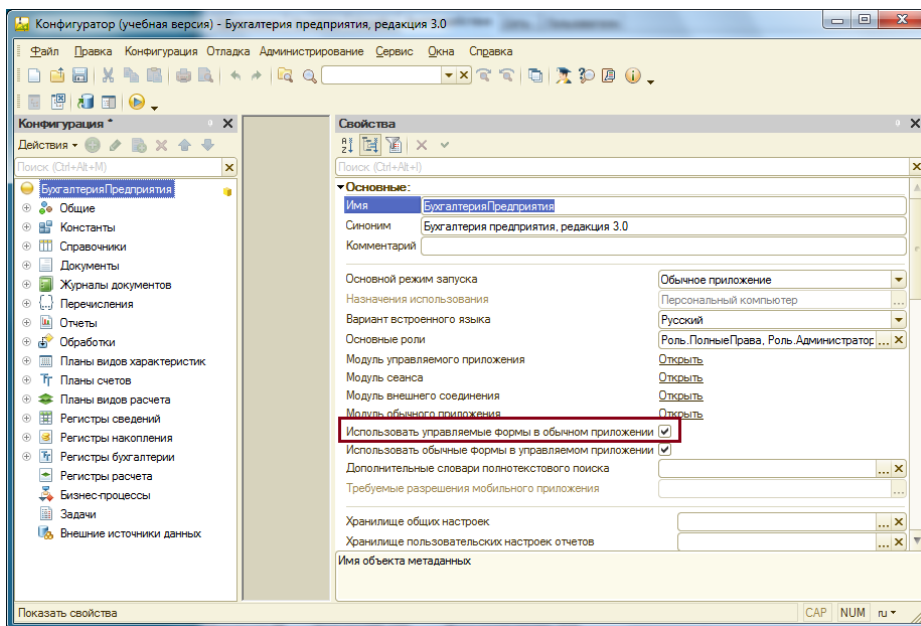 Конфигуратор (учебная версия) - Бухгалтерия предприятия, редакция 3.0
Файл Правка Конфигурация Отладка Администрирование Сервис Окна Справка
Конфигурация *
Действия
Поиск (Ctrl+Alt+M)
БухгалтерияПредприятия
Общие
Константы
Справочники
Документы
Журналы документов
Перечисления
Отчеты
Обработки
Планы видов характеристик
Планы счетов
Планы видов расчета
Регистры сведений
Регистры накопления
Регистры бухгалтерии
Регистры расчета
Бизнес-процессы
Задачи
Внешние источники данных
Свойства
Поиск (Ctrl+Alt+I)
Основные:
Имя БухгалтерияПредприятия
Синоним Бухгалтерия предприятия, редакция 3.0
Комментарий
Основной режим запуска Обычное приложение
Назначения использования Персональный компьютер ...
Вариант встроенного языка Русский
Основные роли Роль.ПолныеПрава, Роль.Администратор ...
Модуль управляемого приложения Открыть
Модуль сеанса Открыть
Модуль внешнего соединения Открыть
Модуль обычного приложения Открыть
Использовать управляемые формы в обычном приложении
Использовать обычные формы в управляемом приложении
Дополнительные словари полнотекстового поиска ...
Требуемые разрешения мобильного приложения ...
Хранилище общих настроек ...
Хранилище пользовательских настроек отчетов ...
Имя объекта метаданных
Показать свойства CAP NUM ru